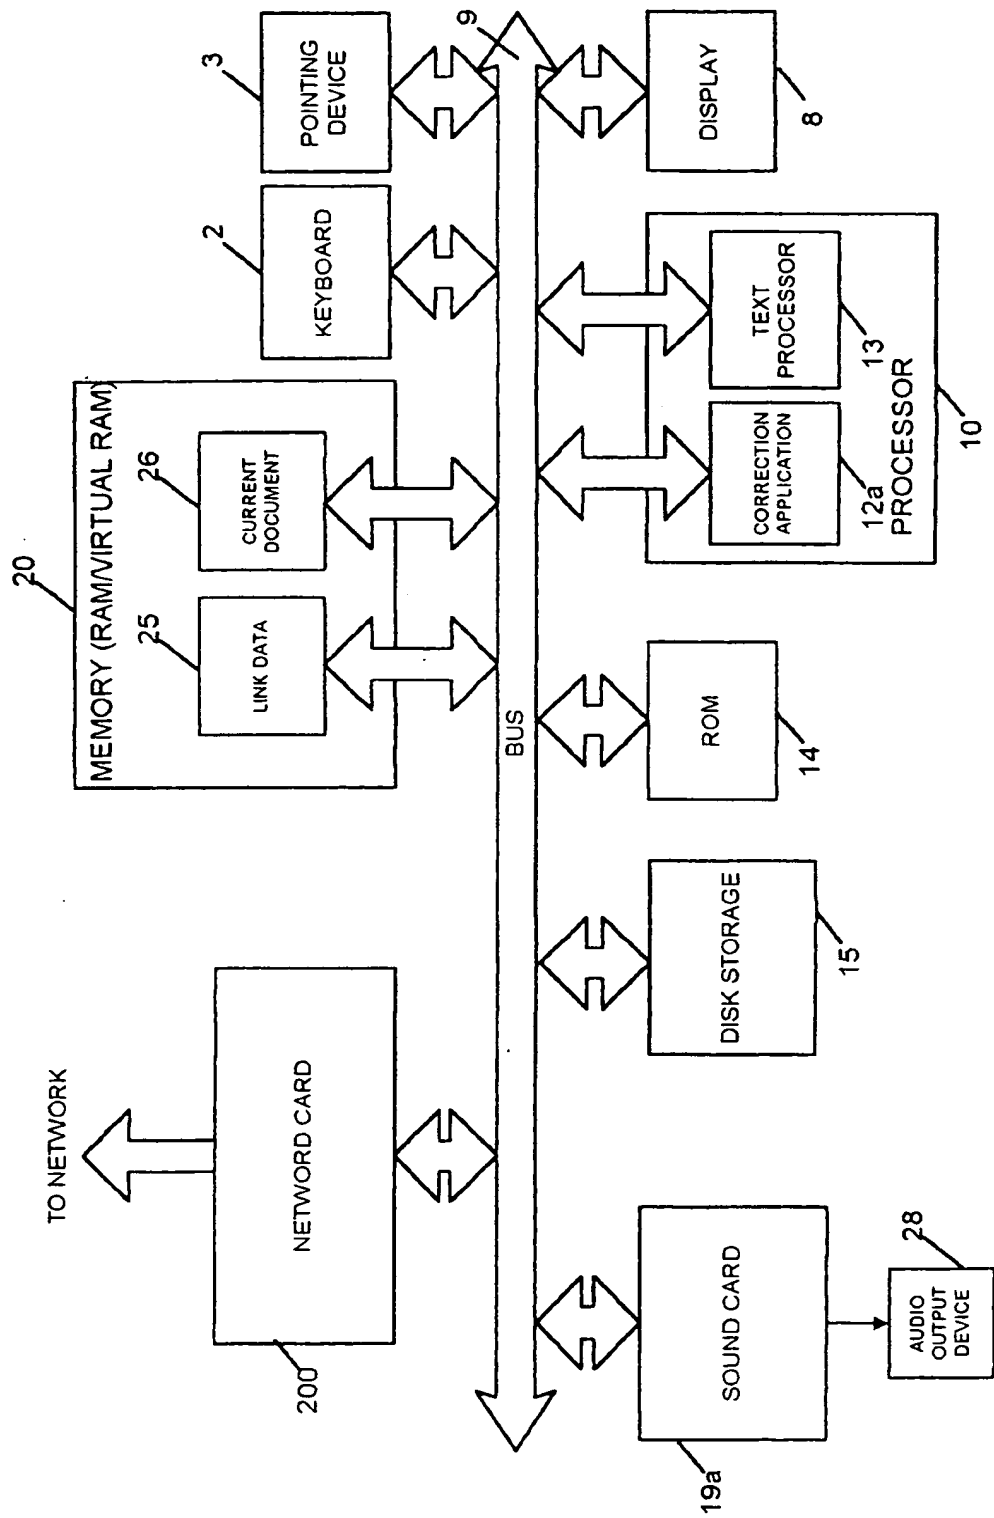 TO NETWORK
NETWORD CARD
200
20
MEMORY (RAM/VIRTUAL RAM)
25
LINK DATA
26
CURRENT
DOCUMENT
2
KEYBOARD
3
POINTING
DEVICE
9
BUS
SOUND CARD
19a
AUDIO
OUTPUT
DEVICE
28
DISK STORAGE
15
ROM
14
CORRECTION
APPLICATION
12a
TEXT
PROCESSOR
13
PROCESSOR
10
DISPLAY
8